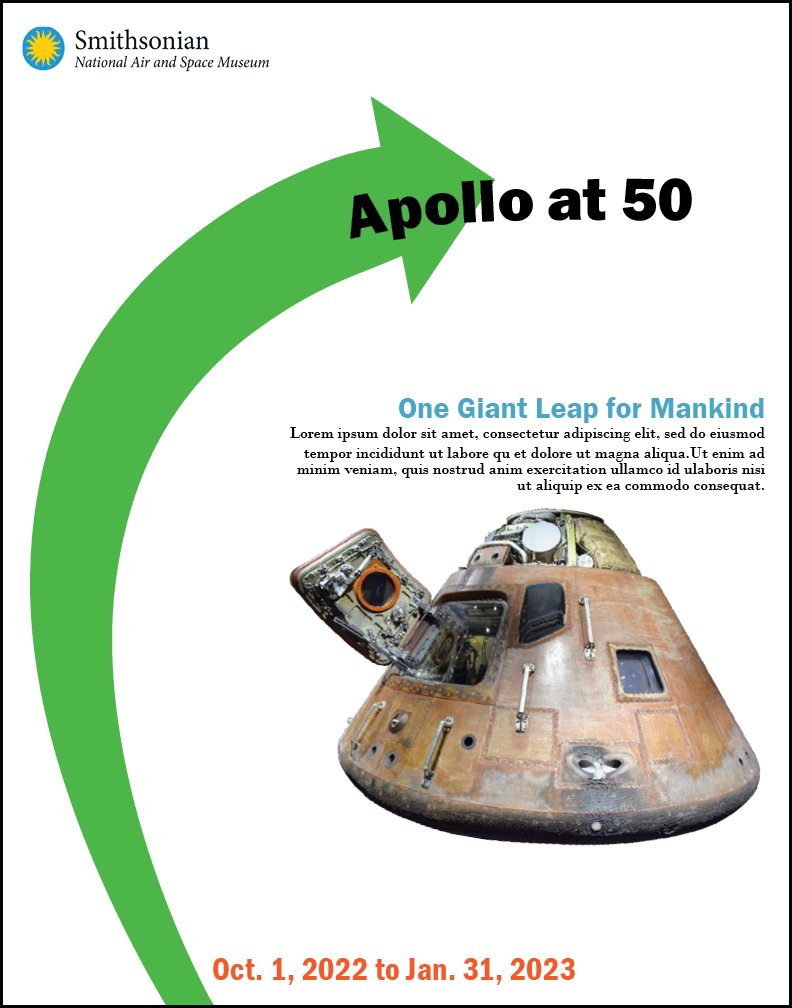 Smithsonian
National Air and Space Museum
Apollo at 50
One Giant Leap for Mankind
Lorem ipsum dolor sit amet, consectetur adipiscing elit, sed do eiusmod
tempor incididunt ut labore qu et dolore ut magna aliqua.Ut enim ad
minim veniam, quis nostrud anim exercitation ullamco id ulaboris nisi
ut aliquip ex ea commodo consequat.
Oct. 1, 2022 to Jan. 31, 2023